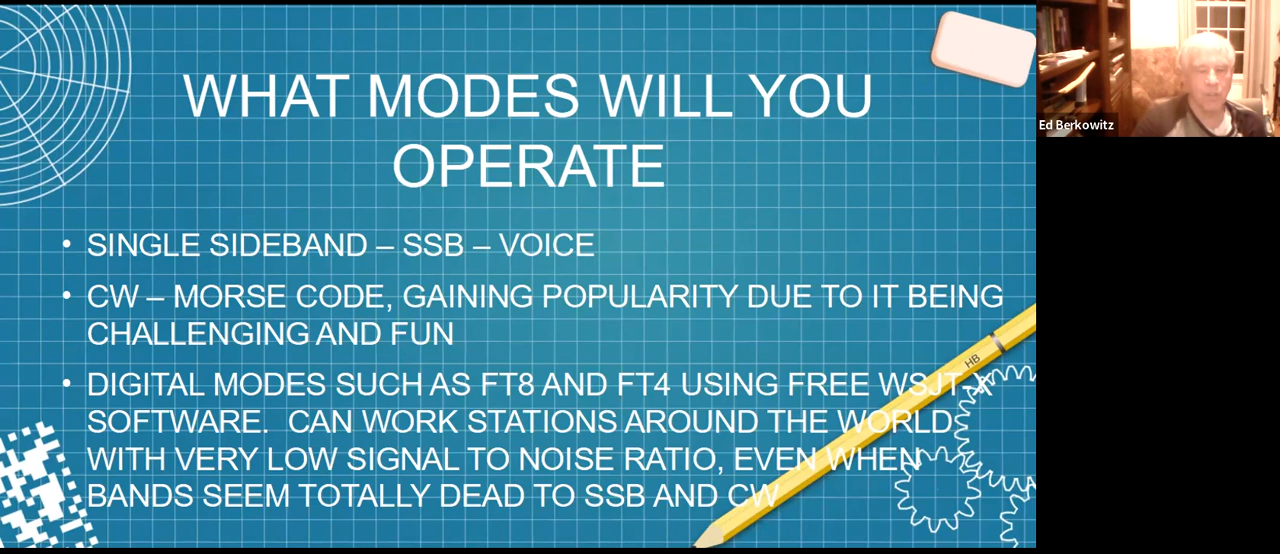 WHAT MODES WILL YOU
OPERATE
• SINGLE SIDEBAND – SSB – VOICE
• CW – MORSE CODE, GAINING POPULARITY DUE TO IT BEING
CHALLENGING AND FUN
• DIGITAL MODES SUCH AS FT8 AND FT4 USING FREE WSJT-X
SOFTWARE.  CAN WORK STATIONS AROUND THE WORLD
WITH VERY LOW SIGNAL TO NOISE RATIO, EVEN WHEN
BANDS SEEM TOTALLY DEAD TO SSB AND CW
HB
Ed Berkowitz